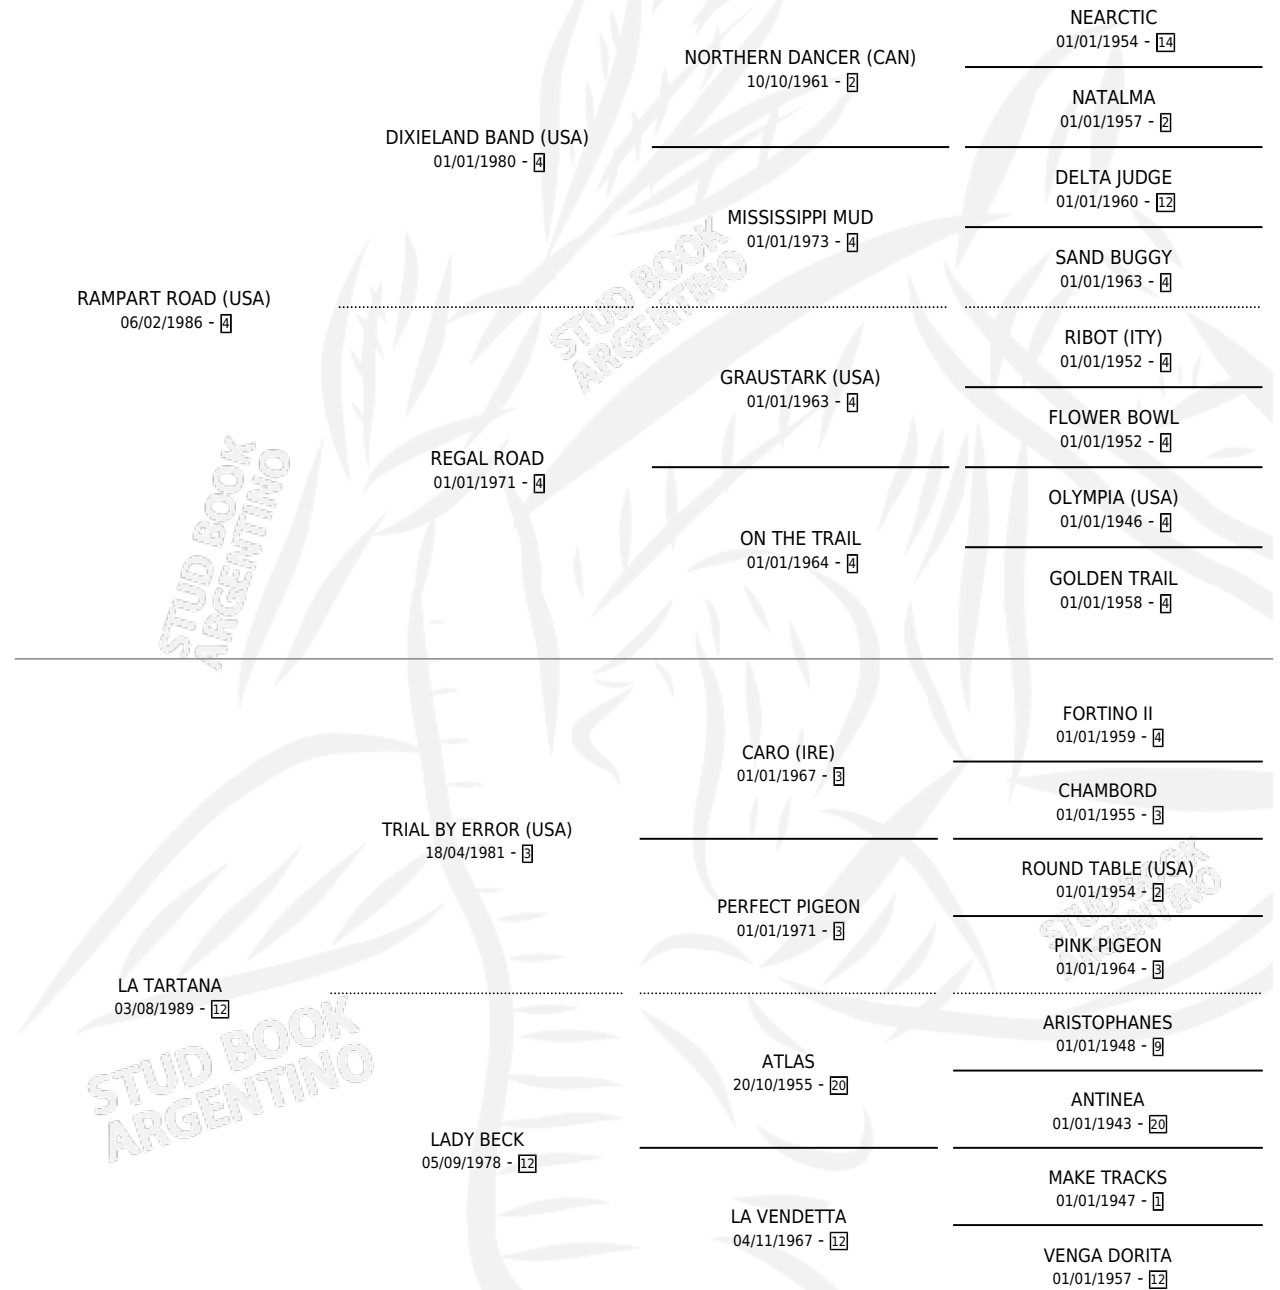 NEARCTIC
01/01/1954 - 14
NORTHERN DANCER (CAN)
10/10/1961 - 2
NATALMA
01/01/1957 - 2
DIXIELAND BAND (USA)
01/01/1980 - 4
DELTA JUDGE
01/01/1960 - 12
MISSISSIPPI MUD
01/01/1973 - 4
SAND BUGGY
01/01/1963 - 4
RAMPART ROAD (USA)
06/02/1986 - 4
STUD BOOK
ARGENTINO
RIBOT (ITY)
01/01/1952 - 4
GRAUSTARK (USA)
01/01/1963 - 4
FLOWER BOWL
01/01/1952 - 4
REGAL ROAD
01/01/1971 - 4
OLYMPIA (USA)
01/01/1946 - 4
ON THE TRAIL
01/01/1964 - 4
GOLDEN TRAIL
01/01/1958 - 4
STUD BOOK
ARGENTINO
FORTINO II
01/01/1959 - 4
CARO (IRE)
01/01/1967 - 3
CHAMBORD
01/01/1955 - 3
TRIAL BY ERROR (USA)
18/04/1981 - 3
ROUND TABLE (USA)
01/01/1954 - 2
PERFECT PIGEON
01/01/1971 - 3
STUD BOOK
ARGENTINO
PINK PIGEON
01/01/1964 - 3
LA TARTANA
03/08/1989 - 12
ARISTOPHANES
01/01/1948 - 9
STUD BOOK
ARGENTINO
ATLAS
20/10/1955 - 20
ANTINEA
01/01/1943 - 20
LADY BECK
05/09/1978 - 12
MAKE TRACKS
01/01/1947 - 1
LA VENDETTA
04/11/1967 - 12
VENGA DORITA
01/01/1957 - 12